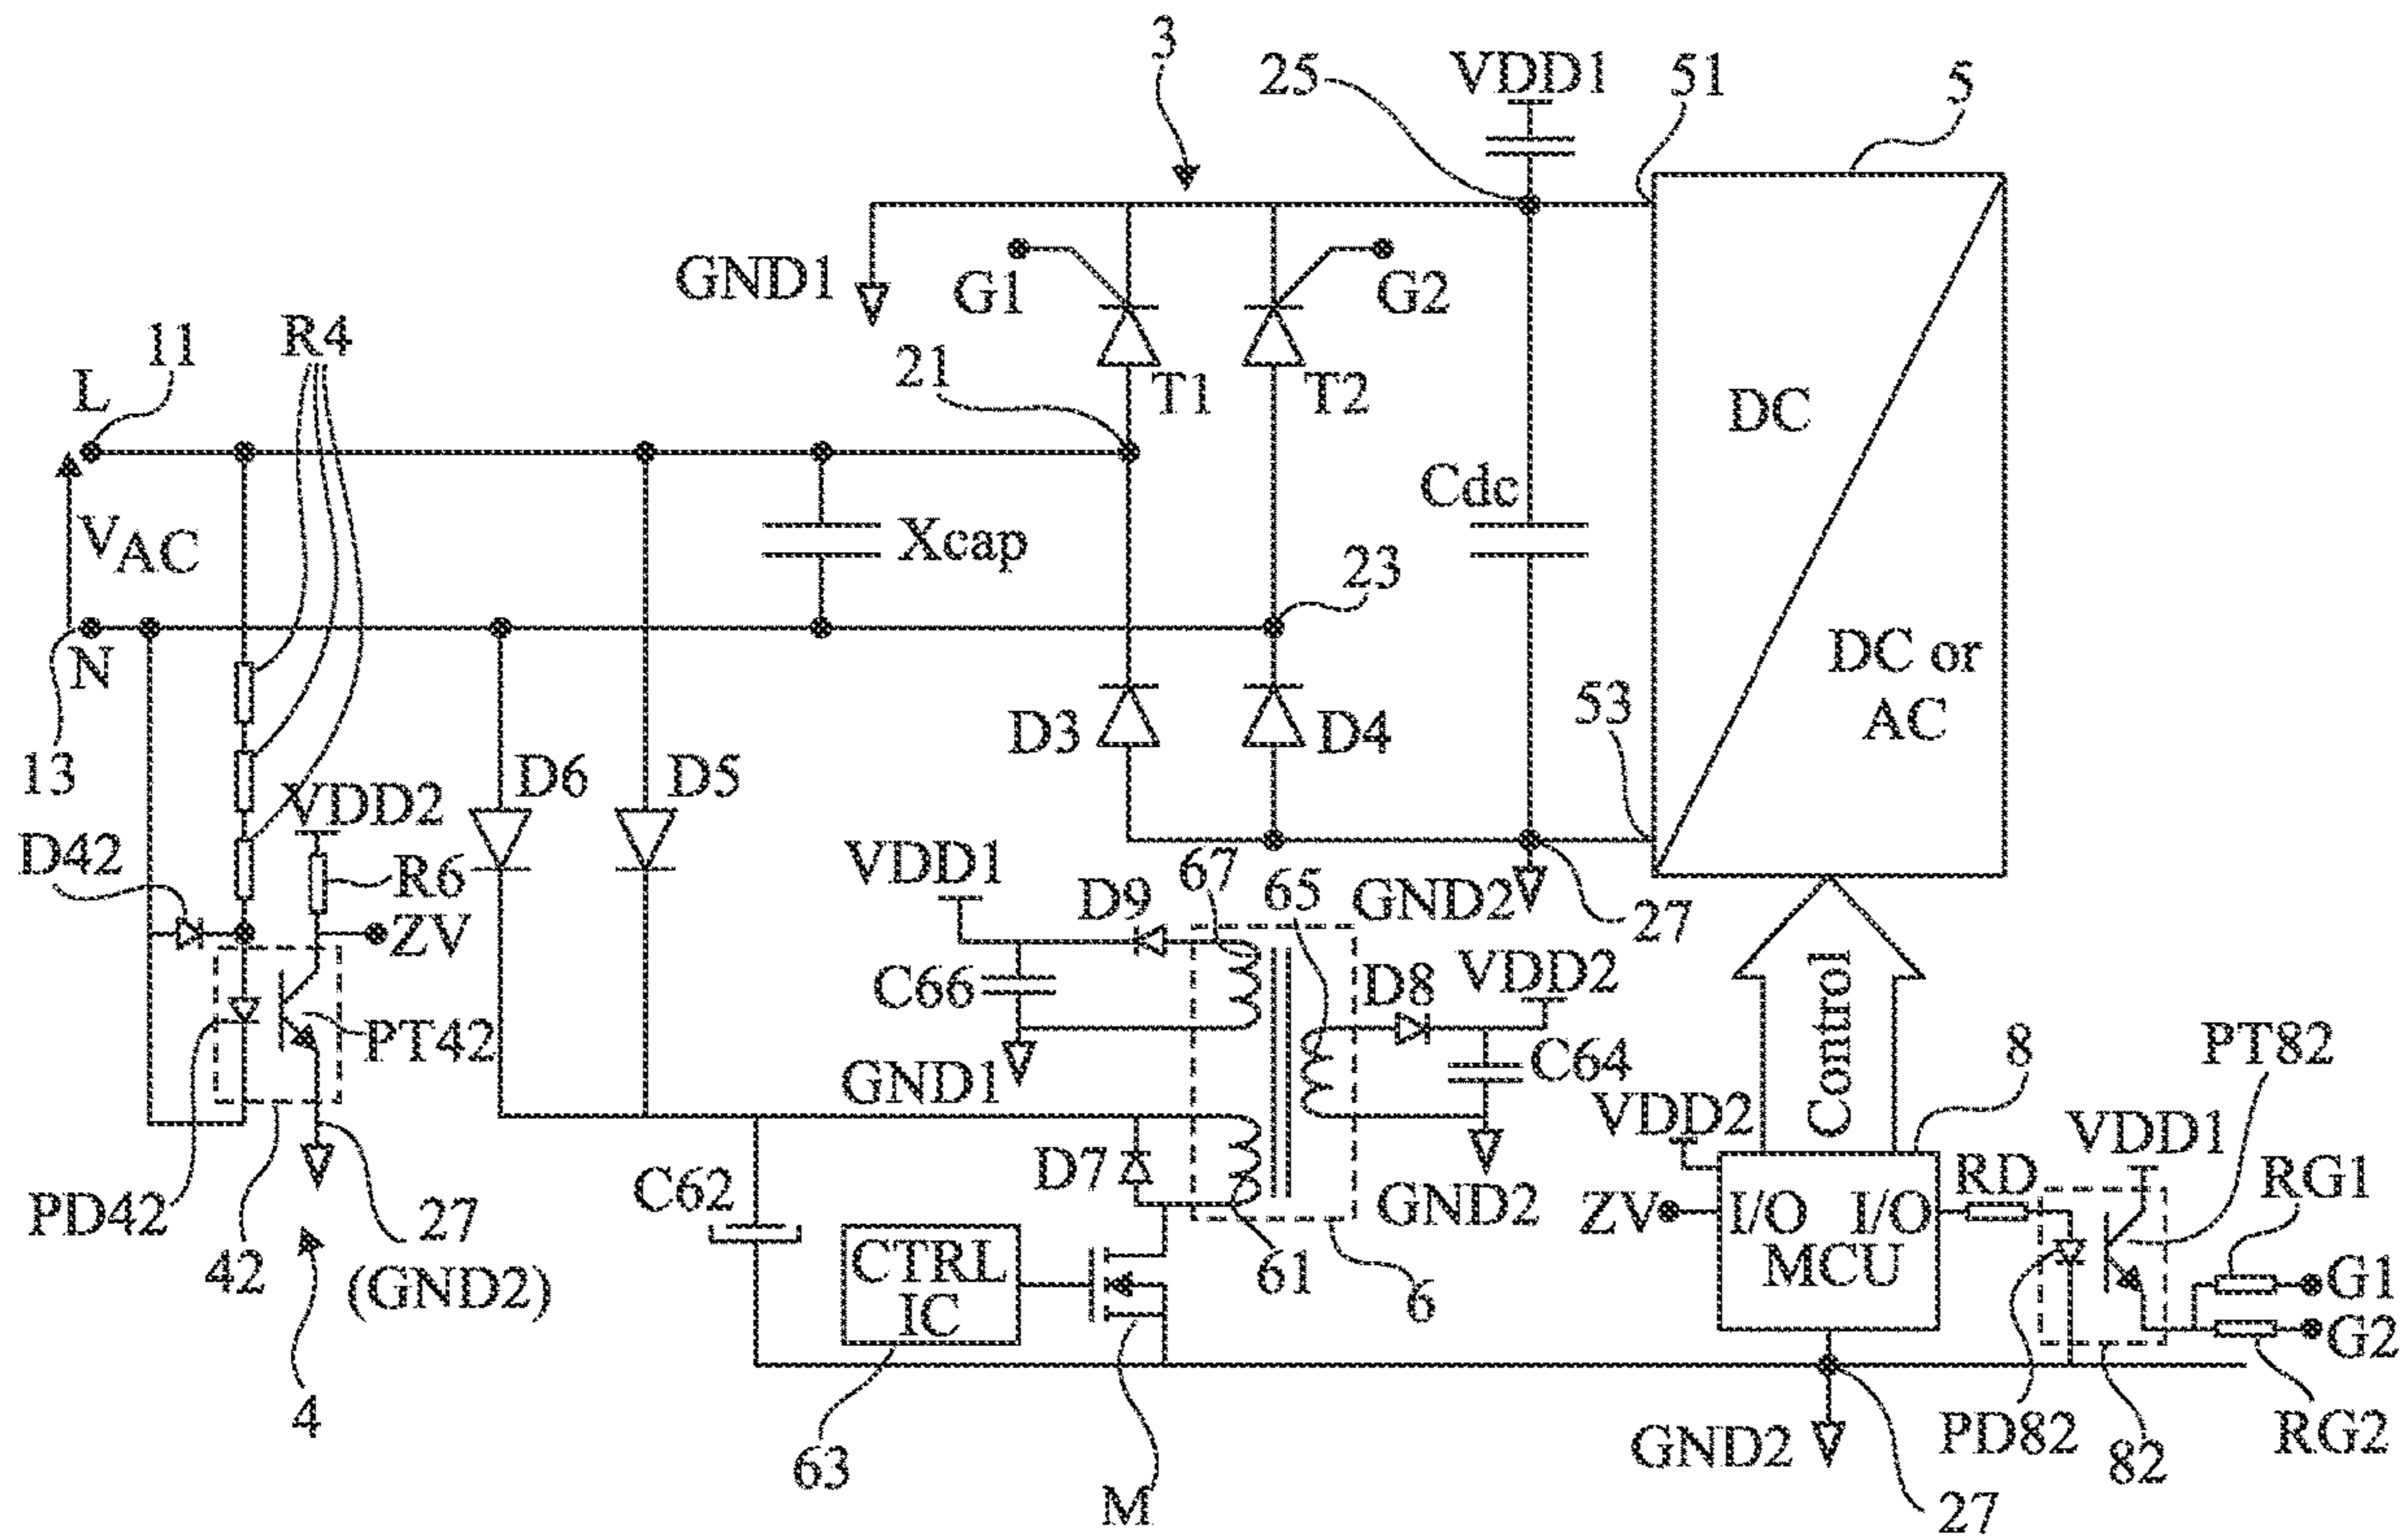 3
25
VDD1
51
5
GND1
G1
G2
R4
11
L
21
T1
T2
DC
VAC
Xcap
Cdc
23
N
DC or
AC
13
D3
D4
53
D6
D5
VDD2
D42
R6
VDD1
67
65
D9
GND2
27
ZV
C66
D8
VDD2
Control
PT42
GND1
C64
8
PT82
VDD2
VDD1
PD42
42
27
(GND2)
C62
D7
GND2
ZV
I/O
I/O
MCU
RD
RG1
CTRL
IC
61
6
G1
G2
4
63
M
GND2
27
PD82
82
RG2